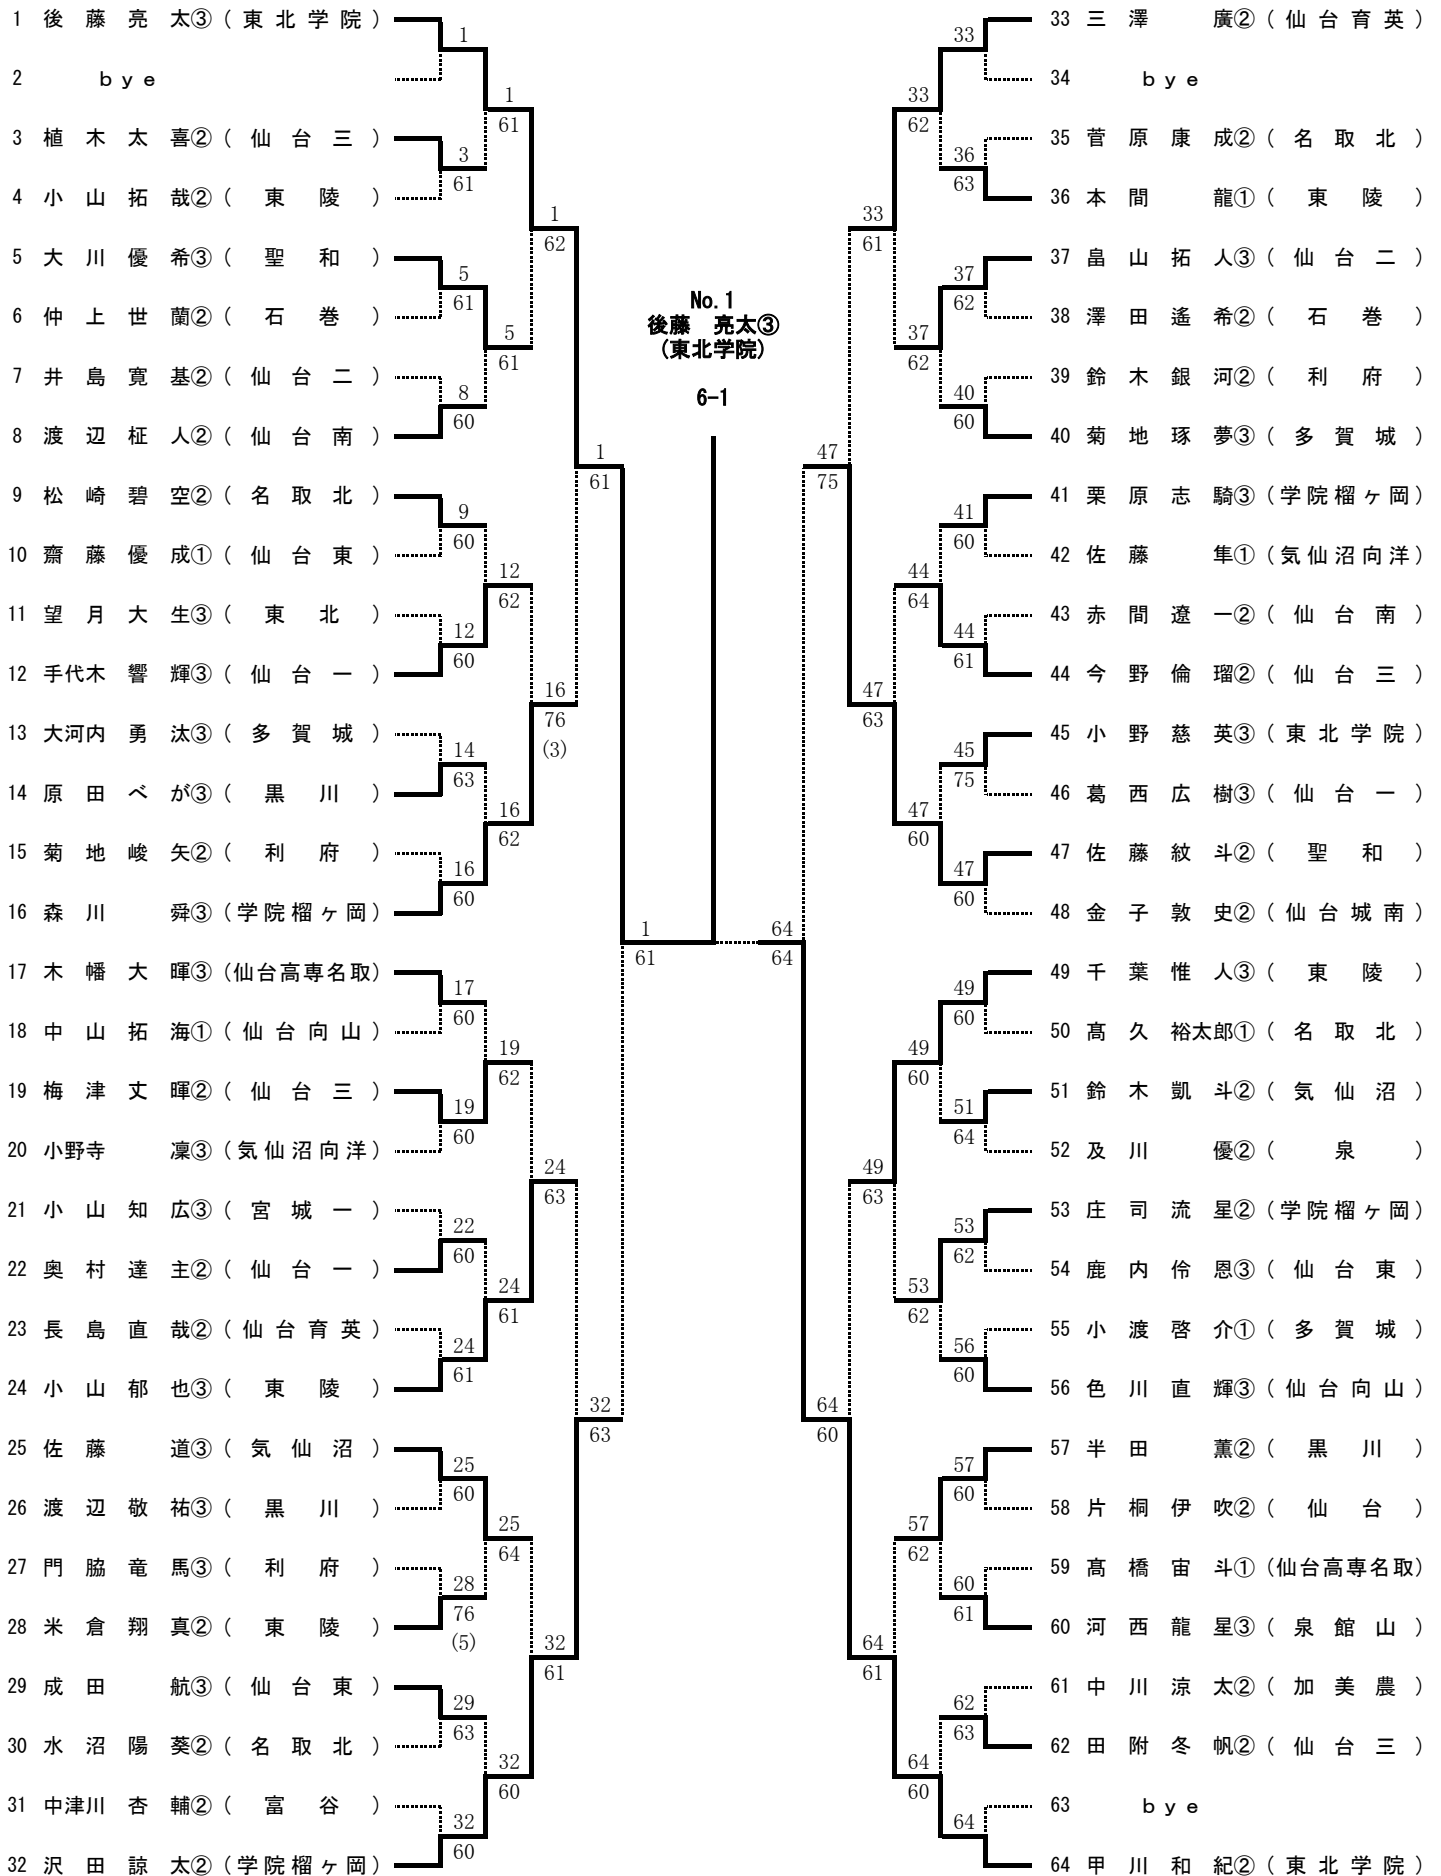 1 後藤亮太③(東北学院)
2 bye
3 植木太喜②(仙台三)
4 小山拓哉②(東陵)
5 大川優希③(聖和)
6 仲上世蘭②(石巻)
7 井島寛基②(仙台二)
8 渡辺柾人②(仙台南)
9 松崎碧空②(名取北)
10 齋藤優成①(仙台東)
11 望月大生③(東北)
12 手代木響輝③(仙台一)
13 大河内勇汰③(多賀城)
14 原田べが③(黒川)
15 菊地峻矢②(利府)
16 森川舜③(学院榴ヶ岡)
17 木幡大暉③(仙台高専名取)
18 中山拓海①(仙台向山)
19 梅津丈暉②(仙台三)
20 小野寺凜③(気仙沼向洋)
21 小山知広③(宮城一)
22 奥村達主②(仙台一)
23 長島直哉②(仙台育英)
24 小山郁也③(東陵)
25 佐藤道③(気仙沼)
26 渡辺敬祐③(黒川)
27 門脇竜馬③(利府)
28 米倉翔真②(東陵)
29 成田航③(仙台東)
30 水沼陽葵②(名取北)
31 中津川杏輔②(富谷)
32 沢田諒太②(学院榴ヶ岡)
1
3
61
5
61
8
60
9
60
12
60
14
63
16
60
17
60
19
60
22
60
24
61
25
60
28
76
(5)
29
63
32
60
1
61
5
61
12
62
16
62
19
62
24
61
25
64
32
60
1
62
16
76
(3)
24
63
32
61
1
61
32
63
1
61
No.1
後藤 亮太③
(東北学院)
6-1
64
64
47
75
64
60
33
61
47
63
49
63
64
61
33
62
37
62
44
64
47
60
49
60
53
62
57
62
64
60
33
36
63
37
62
40
60
41
60
44
61
45
75
47
60
49
60
51
64
53
62
56
60
57
60
60
61
62
63
64
33 三澤廣②(仙台育英)
34 bye
35 菅原康成②(名取北)
36 本間龍①(東陵)
37 畠山拓人③(仙台二)
38 澤田遙希②(石巻)
39 鈴木銀河②(利府)
40 菊地琢夢③(多賀城)
41 栗原志騎③(学院榴ヶ岡)
42 佐藤隼①(気仙沼向洋)
43 赤間遼一②(仙台南)
44 今野倫瑠②(仙台三)
45 小野慈英③(東北学院)
46 葛西広樹③(仙台一)
47 佐藤紋斗②(聖和)
48 金子敦史②(仙台城南)
49 千葉惟人③(東陵)
50 髙久裕太郎①(名取北)
51 鈴木凱斗②(気仙沼)
52 及川優②(泉)
53 庄司流星②(学院榴ヶ岡)
54 鹿内伶恩③(仙台東)
55 小渡啓介①(多賀城)
56 色川直輝③(仙台向山)
57 半田薫②(黒川)
58 片桐伊吹②(仙台)
59 髙橋宙斗①(仙台高専名取)
60 河西龍星③(泉館山)
61 中川涼太②(加美農)
62 田附冬帆②(仙台三)
63 bye
64 甲川和紀②(東北学院)